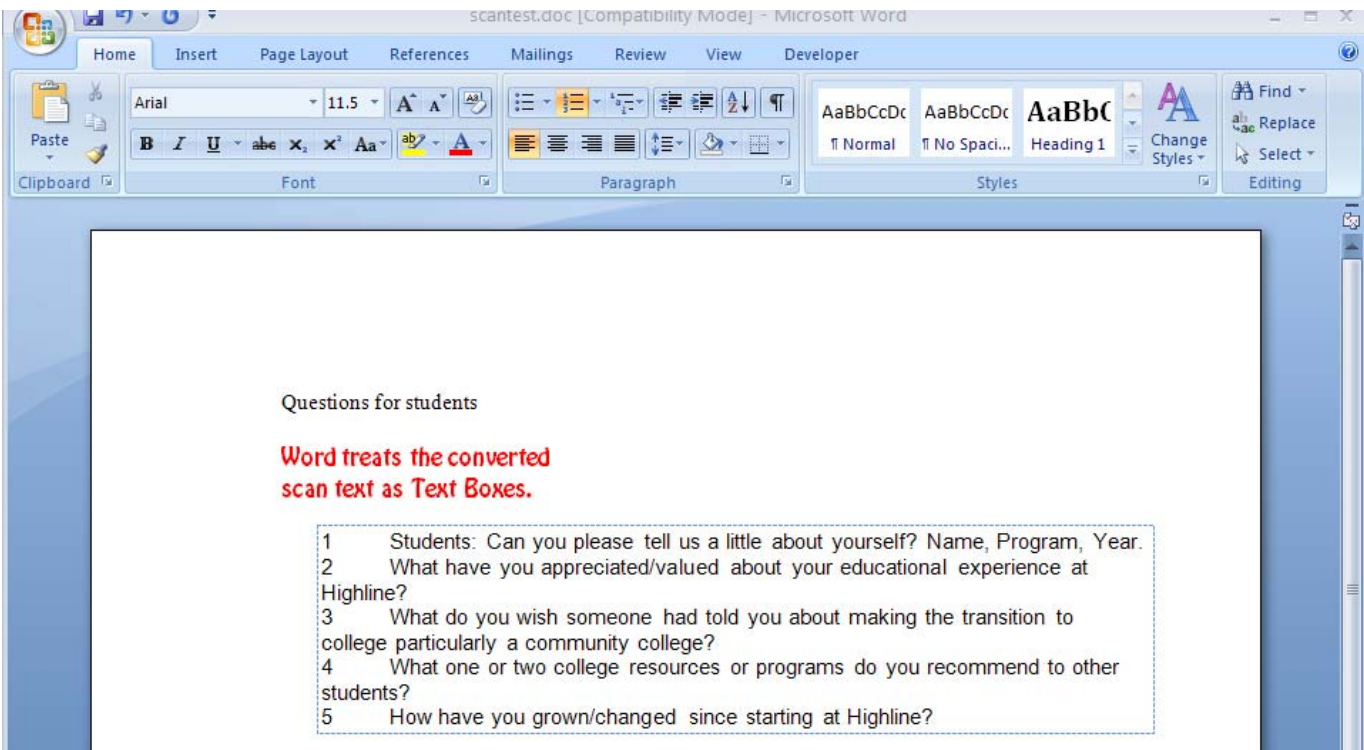 scantest.doc [Compatibility Mode] - Microsoft Word
Home Insert Page Layout References Mailings Review View Developer
Paste
Clipboard
Arial 11.5
B I U abe X₂ X² Aa ab A
Font
Paragraph
AaBbCcDc AaBbCcDc AaBb(
¶ Normal ¶ No Spaci... Heading 1
Change
Styles
Styles
Find
Replace
Select
Editing
Questions for students
Word treats the converted
scan text as Text Boxes.
1 Students: Can you please tell us a little about yourself? Name, Program, Year.
2 What have you appreciated/valued about your educational experience at
Highline?
3 What do you wish someone had told you about making the transition to
college particularly a community college?
4 What one or two college resources or programs do you recommend to other
students?
5 How have you grown/changed since starting at Highline?